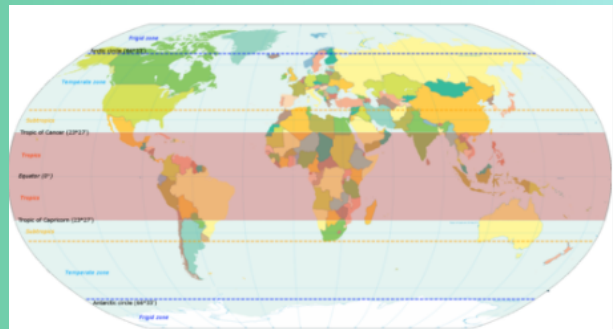 Frigid zone
Arctic circle (66°33')
Temperate zone
Subtropics
Tropic of Cancer (23°27')
Tropics
Equator (0°)
Tropics
Tropic of Capricorn (23°27')
Subtropics
Temperate zone
Antarctic circle (66°33')
Frigid zone